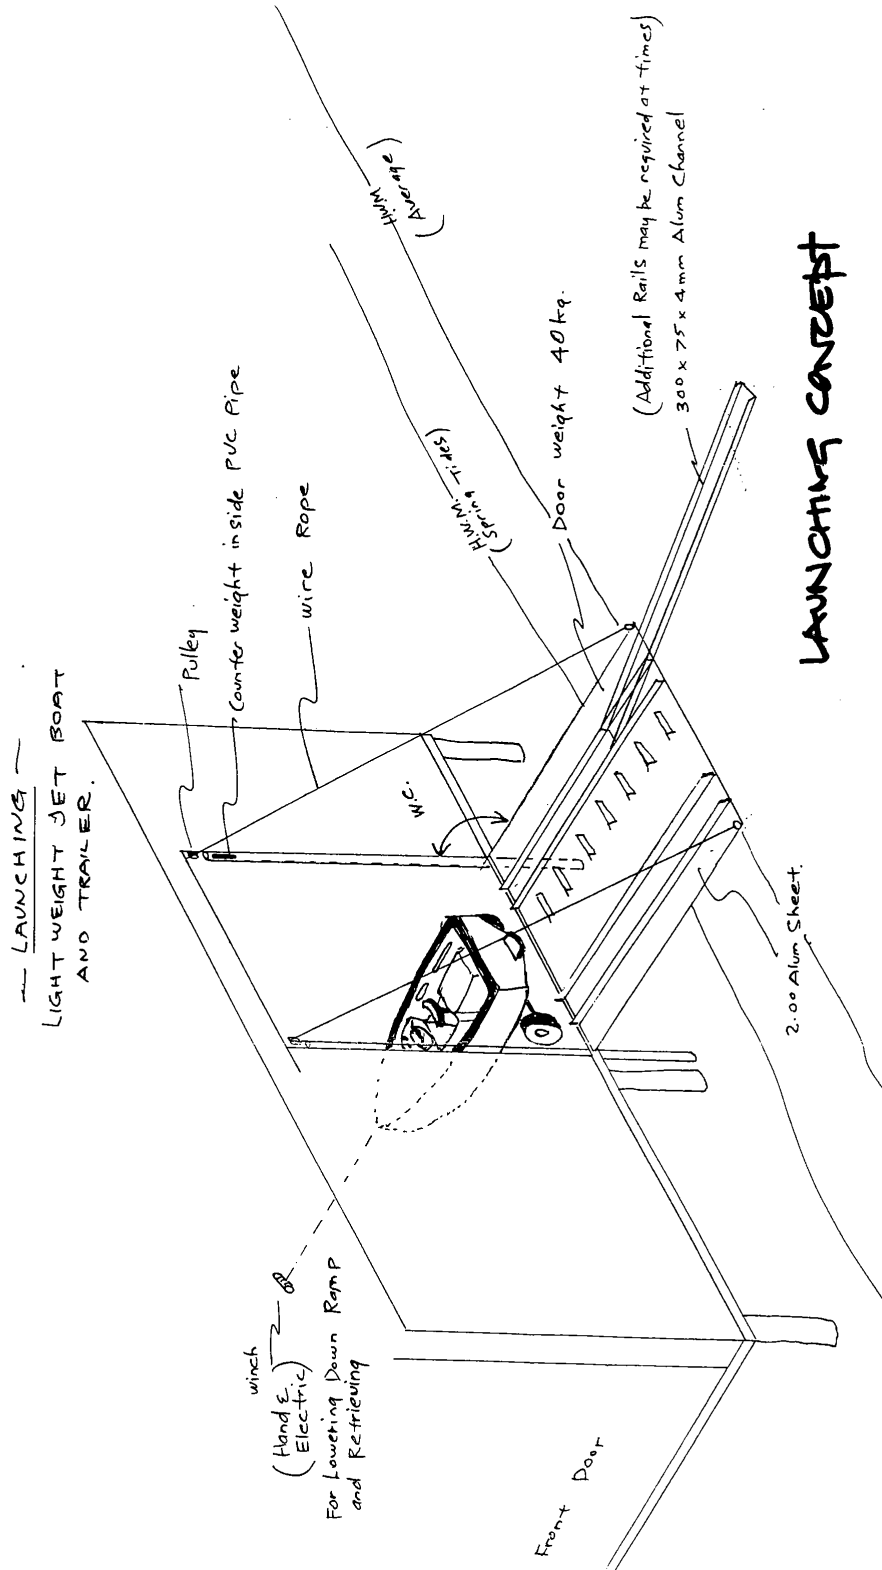 — LAUNCHING —
LIGHT WEIGHT JET BOAT
AND TRAILER.
Pulley
Counter weight inside PVC Pipe
wire Rope
H.W.M.
(Average)
H.W.M.
(Spring Tides)
Door weight 40 kg.
(Additional Rails may be required at times)
300 x 75 x 4mm Alum Channel
W.C.
2.00 Alum Sheet.
winch
(Hand &
Electric)
For Lowering Down Ramp
and Retrieving
Front Door
LAUNCHING CONCEPT